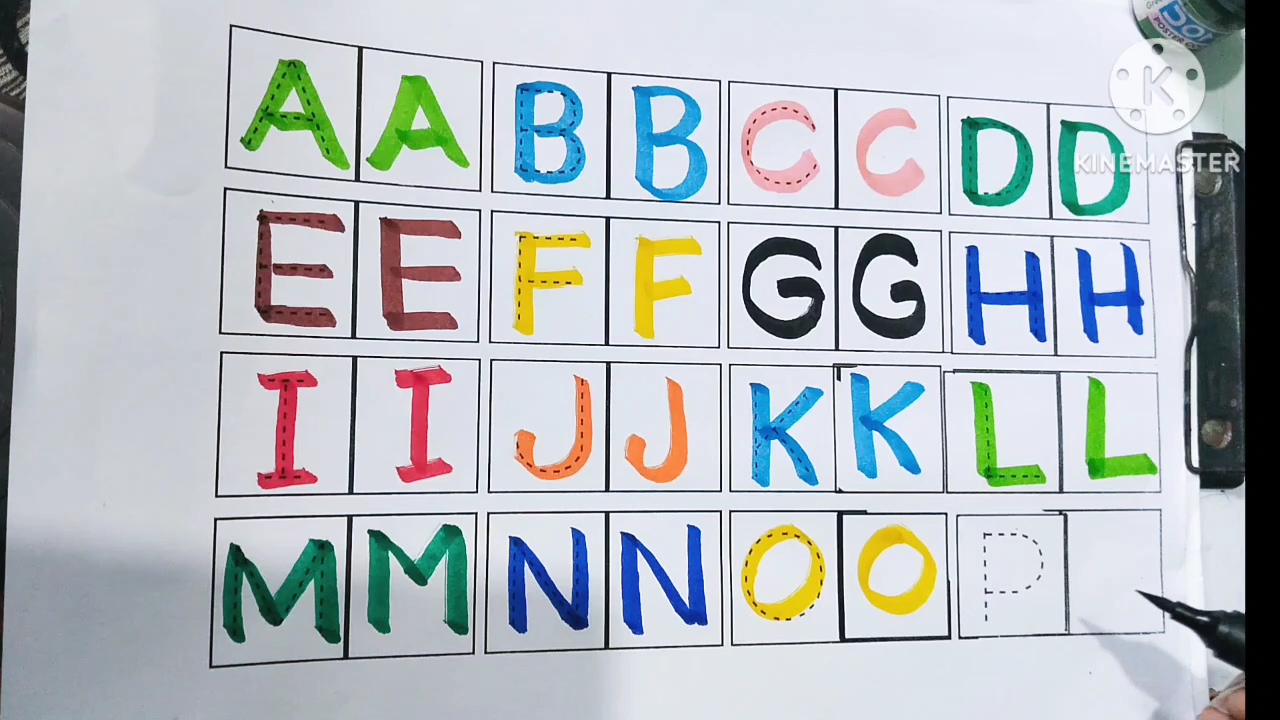 A A B B C C D D
E E F F G G H H
I I J J K K L L
M M N N O O P
K
KINEMASTER